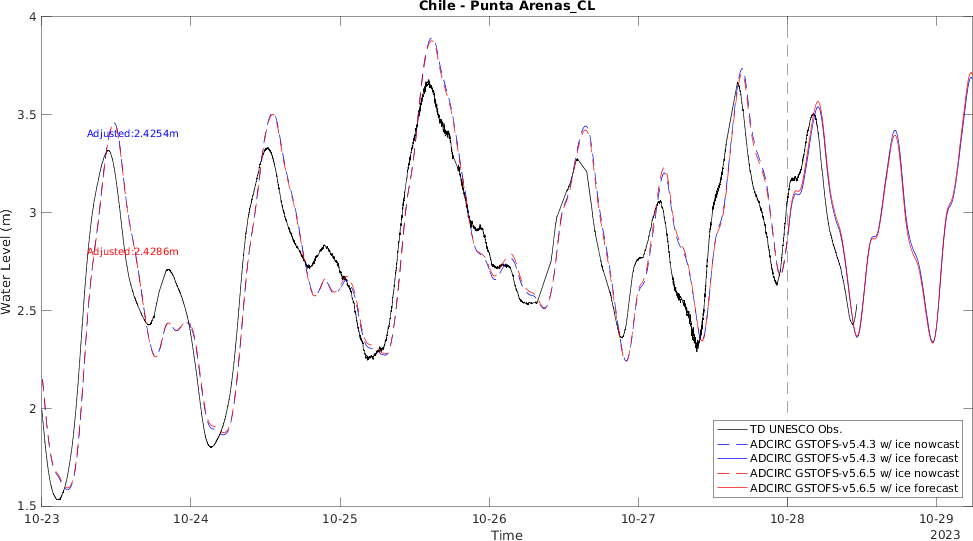 Chile - Punta Arenas_CL
Water Level (m)
4
3.5
3
2.5
2
1.5
Adjusted:2.4254m
Adjusted:2.4286m
TD UNESCO Obs.
ADCIRC GSTOFS-v5.4.3 w/ ice nowcast
ADCIRC GSTOFS-v5.4.3 w/ ice forecast
ADCIRC GSTOFS-v5.6.5 w/ ice nowcast
ADCIRC GSTOFS-v5.6.5 w/ ice forecast
10-23 10-24 10-25 10-26 10-27 10-28 10-29
Time
2023